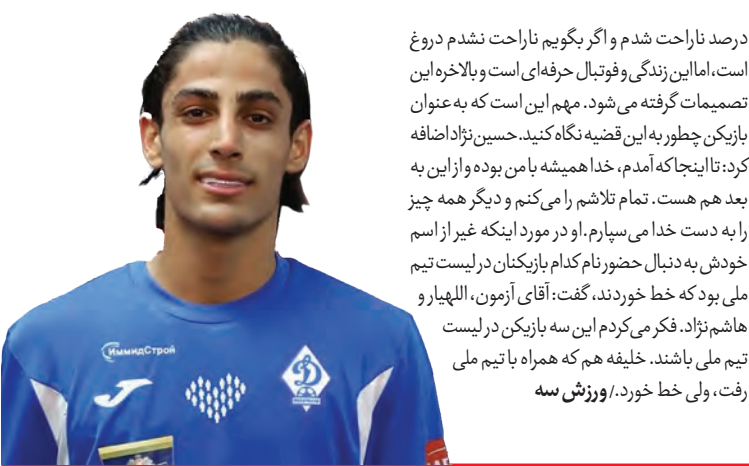 درصد ناراحت شدم و اگر بگویم ناراحت نشدم دروغ
است، اما این زندگی و فوتبال حرفه‌ای است و بالاخره این
تصمیمات گرفته می‌شود. مهم این است که به عنوان
بازیکن چطور به این قضیه نگاه کنید. حسین‌نژاد اضافه
کرد: تا اینجا که آمدم، خدا همیشه با من بوده و از این به
بعد هم هست. تمام تلاشم را می‌کنم و دیگر همه چیز
را به دست خدا می‌سپارم. او در مورد اینکه غیر از اسم
خودش به دنبال حضور نام کدام بازیکنان در لیست تیم
ملی بود که خط خوردند، گفت: آقای آزمون، اللهیار و
هاشم‌نژاد. فکر می‌کردم این سه بازیکن در لیست
تیم ملی باشند. خلیفه هم که همراه با تیم ملی
رفت، ولی خط خورد./ورزش سه
ИммидСтрой
Д